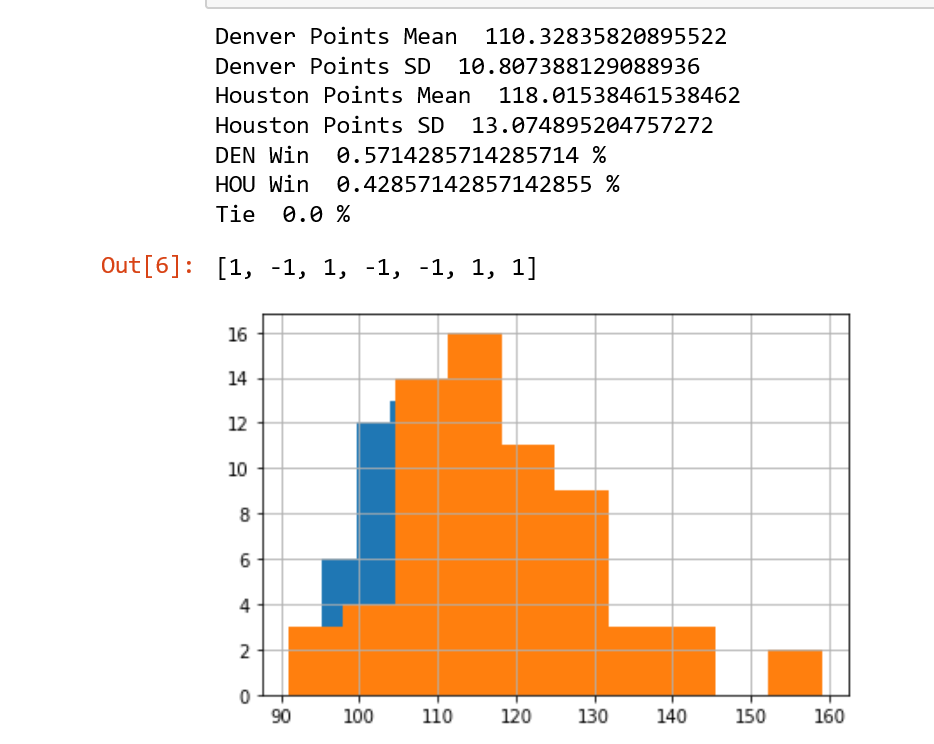 Denver Points Mean  110.32835820895522
Denver Points SD  10.807388129088936
Houston Points Mean  118.01538461538462
Houston Points SD  13.074895204757272
DEN Win  0.5714285714285714 %
HOU Win  0.42857142857142855 %
Tie  0.0 %
Out[6]: [1, -1, 1, -1, -1, 1, 1]
16
14
12
10
8
6
4
2
0
90 100 110 120 130 140 150 160